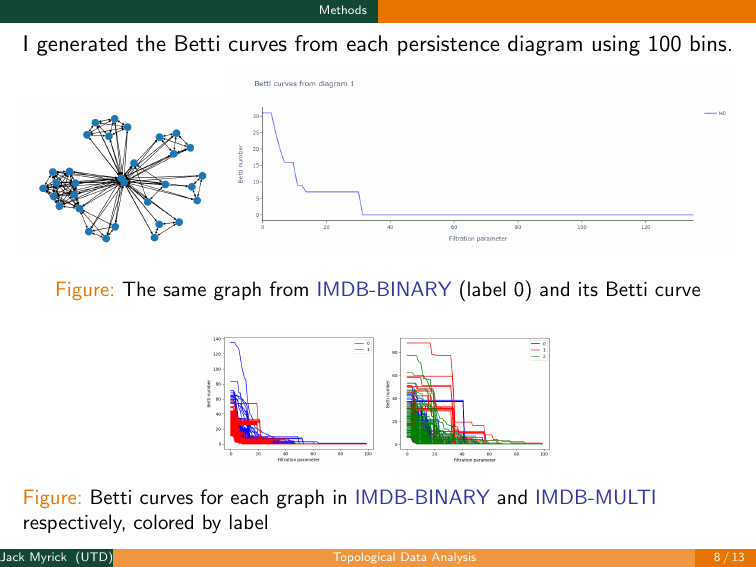 Methods
I generated the Betti curves from each persistence diagram using 100 bins.
Betti curves from diagram 1
H0
Betti number
30
25
20
15
10
5
0
0 20 40 60 80 100 120
Filtration parameter
Figure: The same graph from IMDB-BINARY (label 0) and its Betti curve
140
120
100
80
60
40
20
0
Betti number
0
1
0 20 40 60 80 100
Filtration parameter
80
60
40
20
0
Betti number
0
1
2
0 20 40 60 80 100
Filtration parameter
Figure: Betti curves for each graph in IMDB-BINARY and IMDB-MULTI
respectively, colored by label
Jack Myrick (UTD) Topological Data Analysis 8 / 13